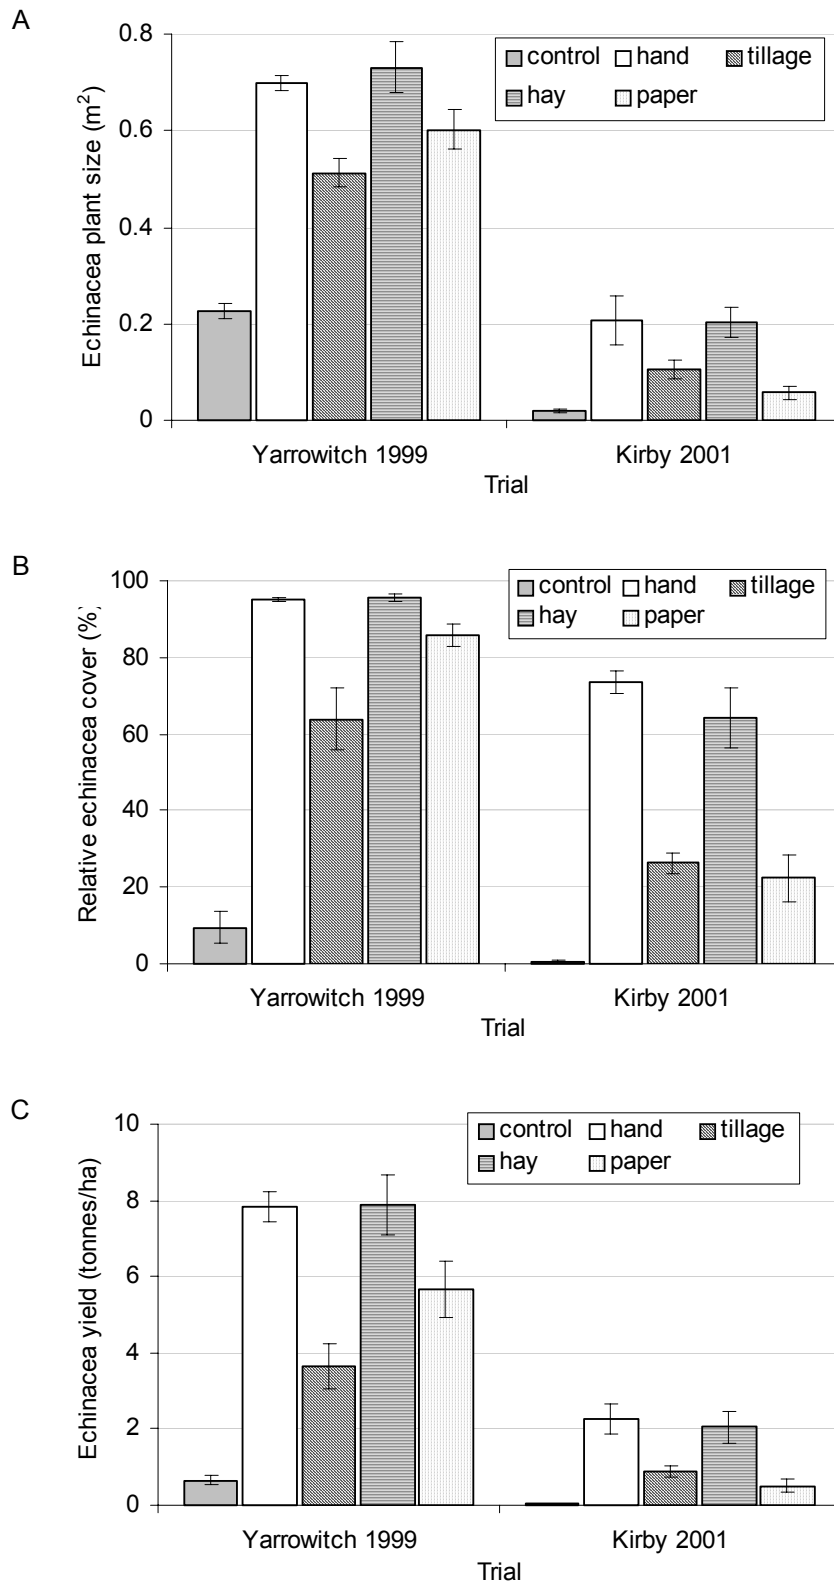 A
Echinacea plant size (m²)
0.8
0.6
0.4
0.2
0
control hand tillage
hay paper
Yarrowitch 1999 Kirby 2001
Trial
B
Relative echinacea cover (%)
100
80
60
40
20
0
control hand tillage
hay paper
Yarrowitch 1999 Kirby 2001
Trial
C
Echinacea yield (tonnes/ha)
10
8
6
4
2
0
control hand tillage
hay paper
Yarrowitch 1999 Kirby 2001
Trial